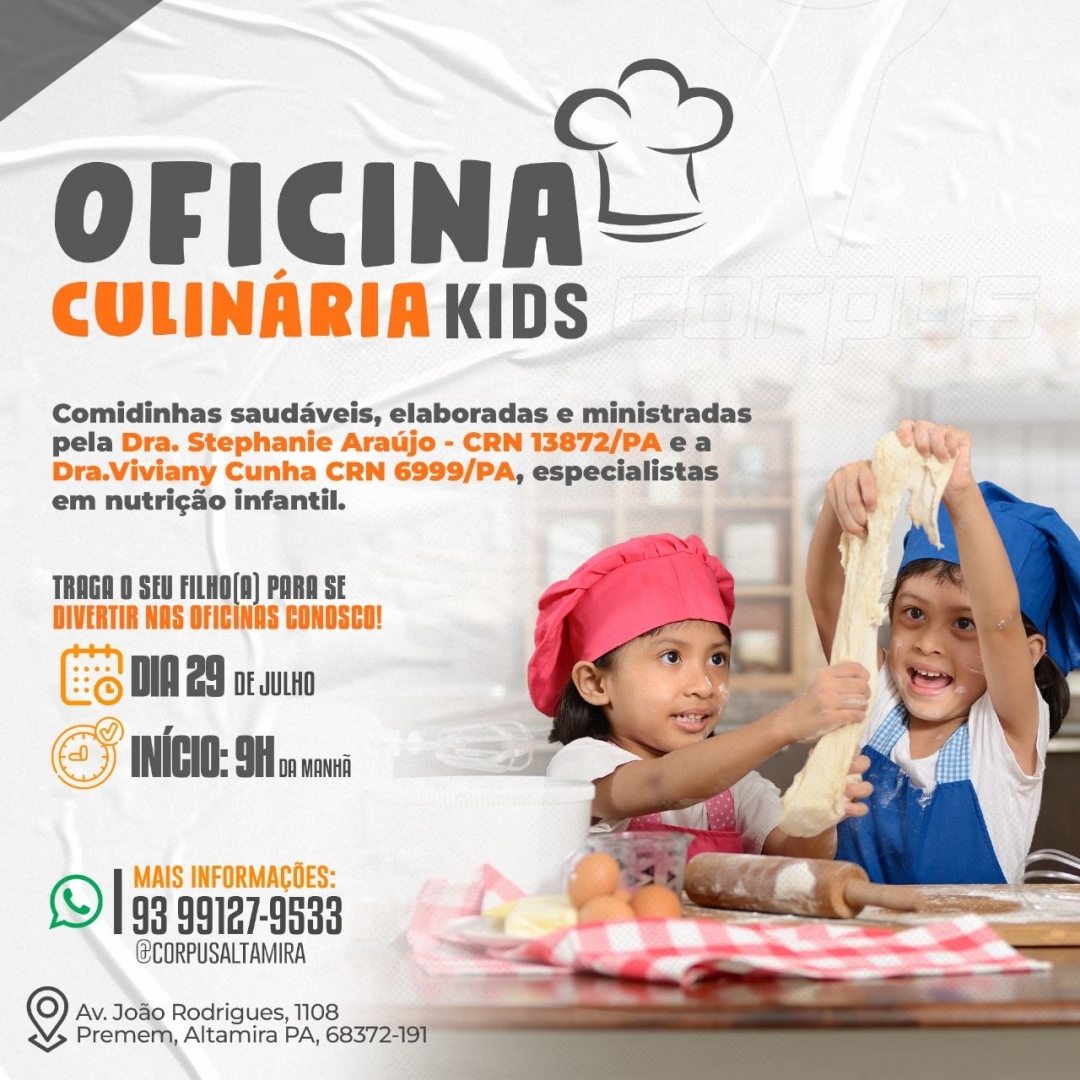 OFICINA
CULINÁRIA KIDS
corpus
Comidinhas saudáveis, elaboradas e ministradas
pela Dra. Stephanie Araújo - CRN 13872/PA e a
Dra.Viviany Cunha CRN 6999/PA, especialistas
em nutrição infantil.
TRAGA O SEU FILHO(A) PARA SE
DIVERTIR NAS OFICINAS CONOSCO!
DIA 29 DE JULHO
INÍCIO: 9H DA MANHÃ
MAIS INFORMAÇÕES:
93 99127-9533
@CORPUSALTAMIRA
Av. João Rodrigues, 1108
Premem, Altamira PA, 68372-191